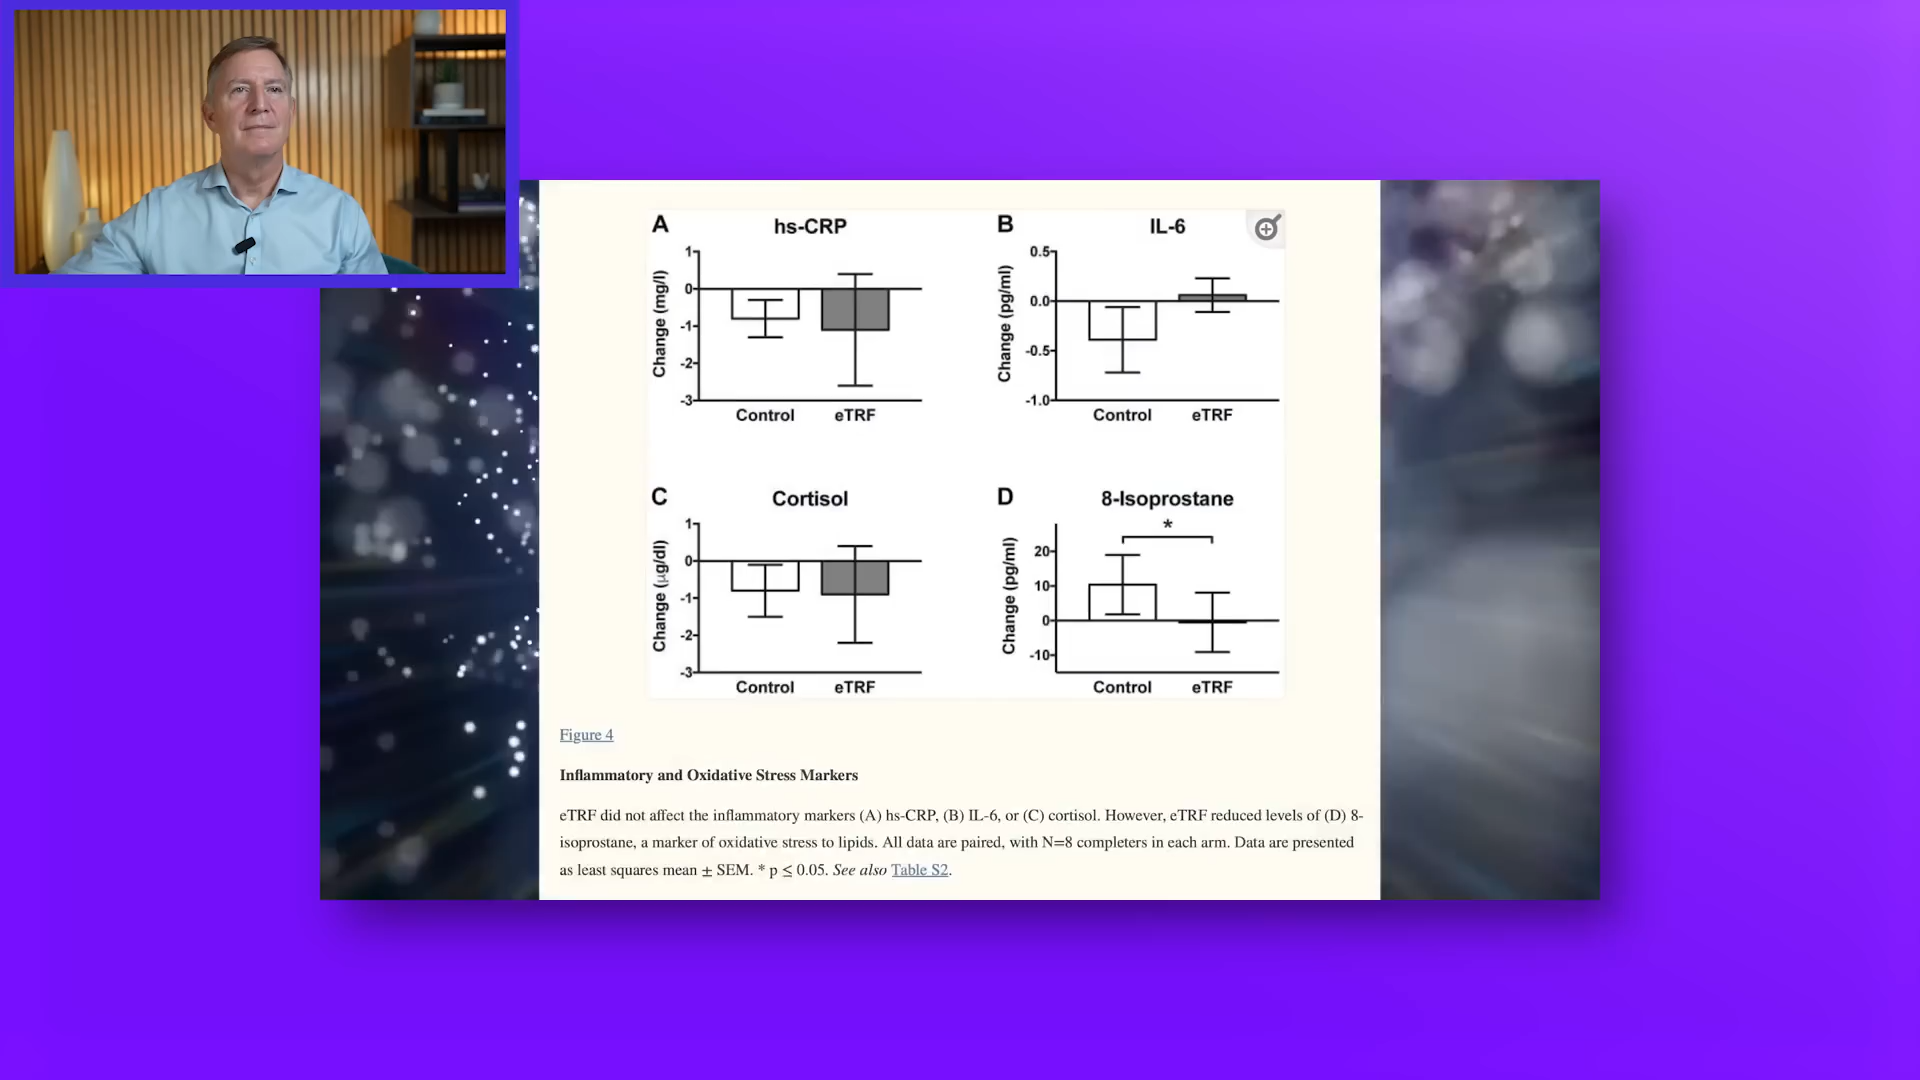 A hs-CRP
Change (mg/l)
1
0
-1
-2
-3
Control eTRF
B IL-6
Change (pg/ml)
0.5
0.0
-0.5
-1.0
Control eTRF
C Cortisol
Change (μg/dl)
1
0
-1
-2
-3
Control eTRF
D 8-Isoprostane
*
Change (pg/ml)
20
10
0
-10
Control eTRF
Figure 4
Inflammatory and Oxidative Stress Markers
eTRF did not affect the inflammatory markers (A) hs-CRP, (B) IL-6, or (C) cortisol. However, eTRF reduced levels of (D) 8-
isoprostane, a marker of oxidative stress to lipids. All data are paired, with N=8 completers in each arm. Data are presented
as least squares mean ± SEM. * p ≤ 0.05. See also Table S2.